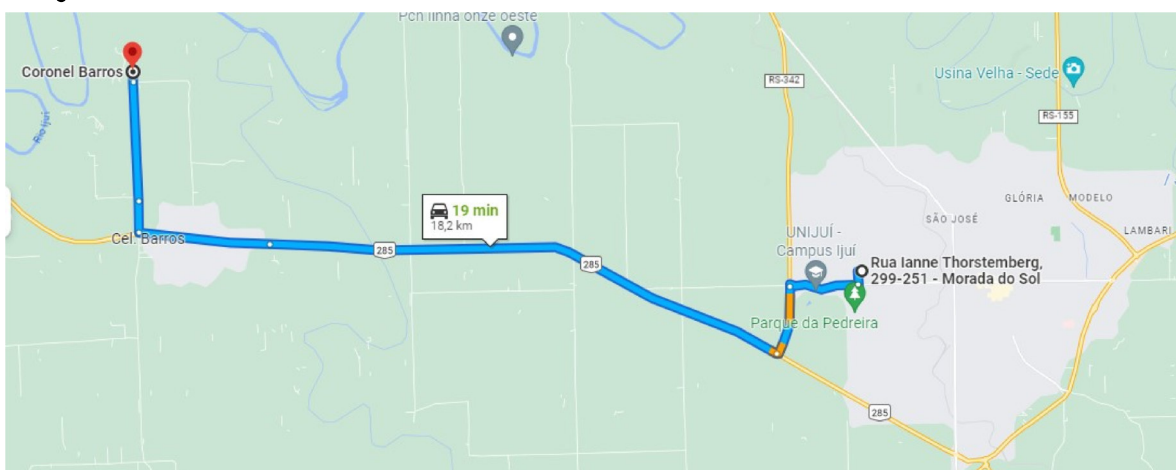 Pch linha onze oeste
Coronel Barros
RS-342
Usina Velha - Sede
Rio Ijuí
RS-155
19 min
18,2 km
GLÓRIA
MODELO
SÃO JOSÉ
LAMBARI
Cel. Barros
285
285
UNIJUÍ -
Campus Ijuí
Rua Ianne Thorstemberg,
299-251 - Morada do Sol
Parque da Pedreira
285